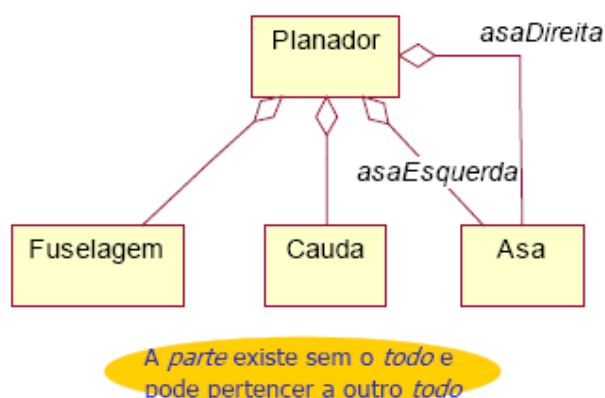 Planador
asaDireita
asaEsquerda
Fuselagem
Cauda
Asa
A parte existe sem o todo e
pode pertencer a outro todo